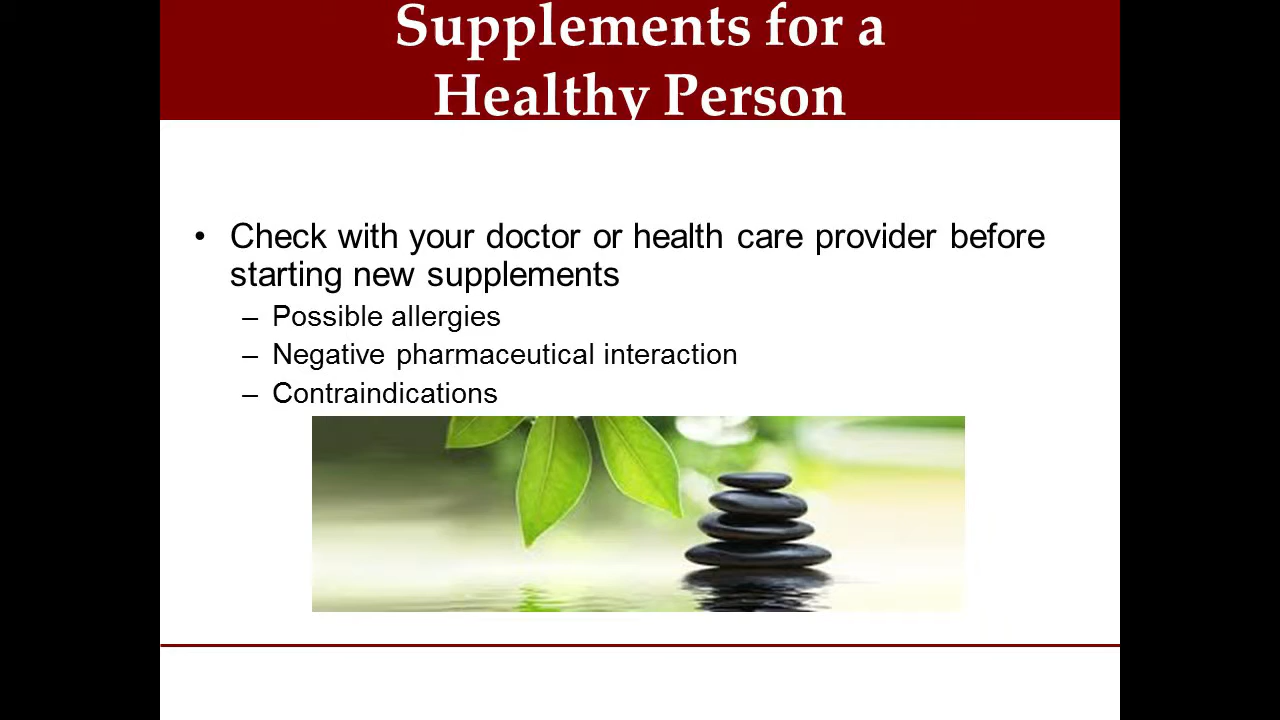 Supplements for a
Healthy Person
• Check with your doctor or health care provider before
starting new supplements
– Possible allergies
– Negative pharmaceutical interaction
– Contraindications